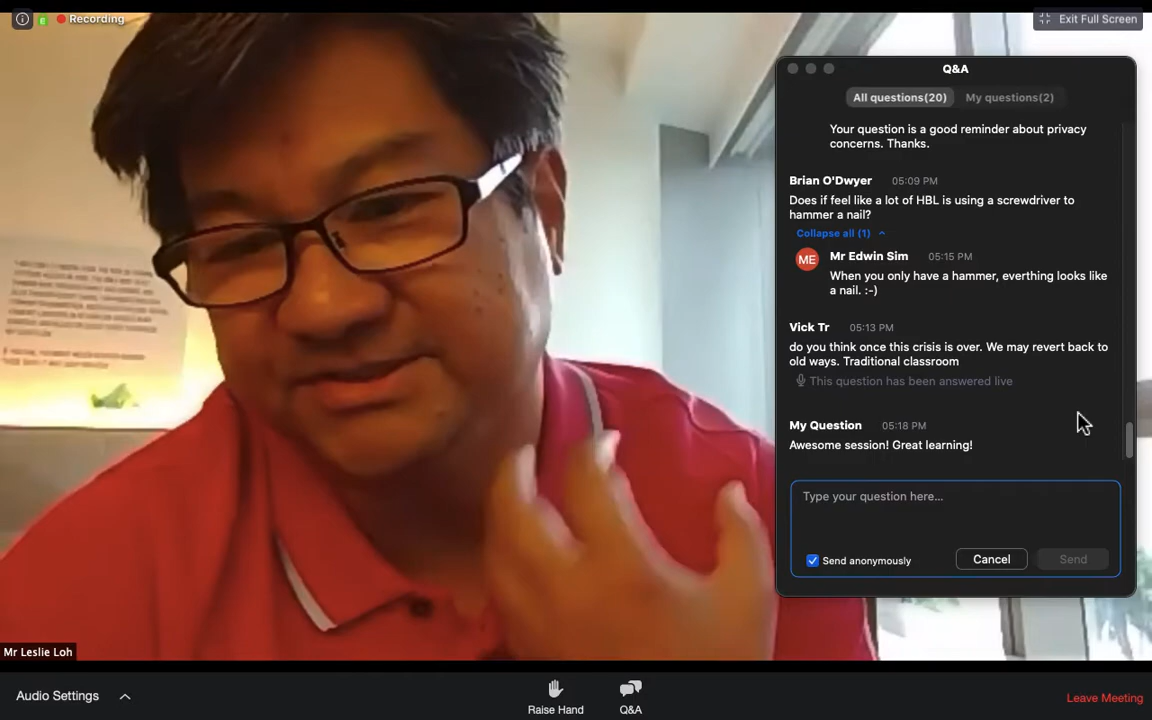 Recording
Exit Full Screen
Q&A
All questions(20)
My questions(2)
Your question is a good reminder about privacy
concerns. Thanks.
Brian O'Dwyer 05:09 PM
Does if feel like a lot of HBL is using a screwdriver to
hammer a nail?
Collapse all (1)
ME
Mr Edwin Sim 05:15 PM
When you only have a hammer, everthing looks like
a nail. :-)
Vick Tr 05:13 PM
do you think once this crisis is over. We may revert back to
old ways. Traditional classroom
This question has been answered live
My Question 05:18 PM
Awesome session! Great learning!
Type your question here...
Send anonymously
Cancel
Send
Mr Leslie Loh
Audio Settings
Raise Hand
Q&A
Leave Meeting